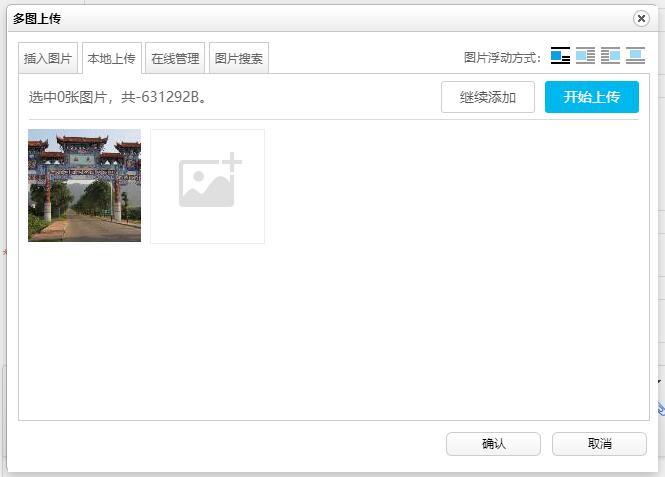 多图上传
插入图片 本地上传 在线管理 图片搜索 图片浮动方式：
选中0张图片，共-631292B。 继续添加 开始上传
确认 取消